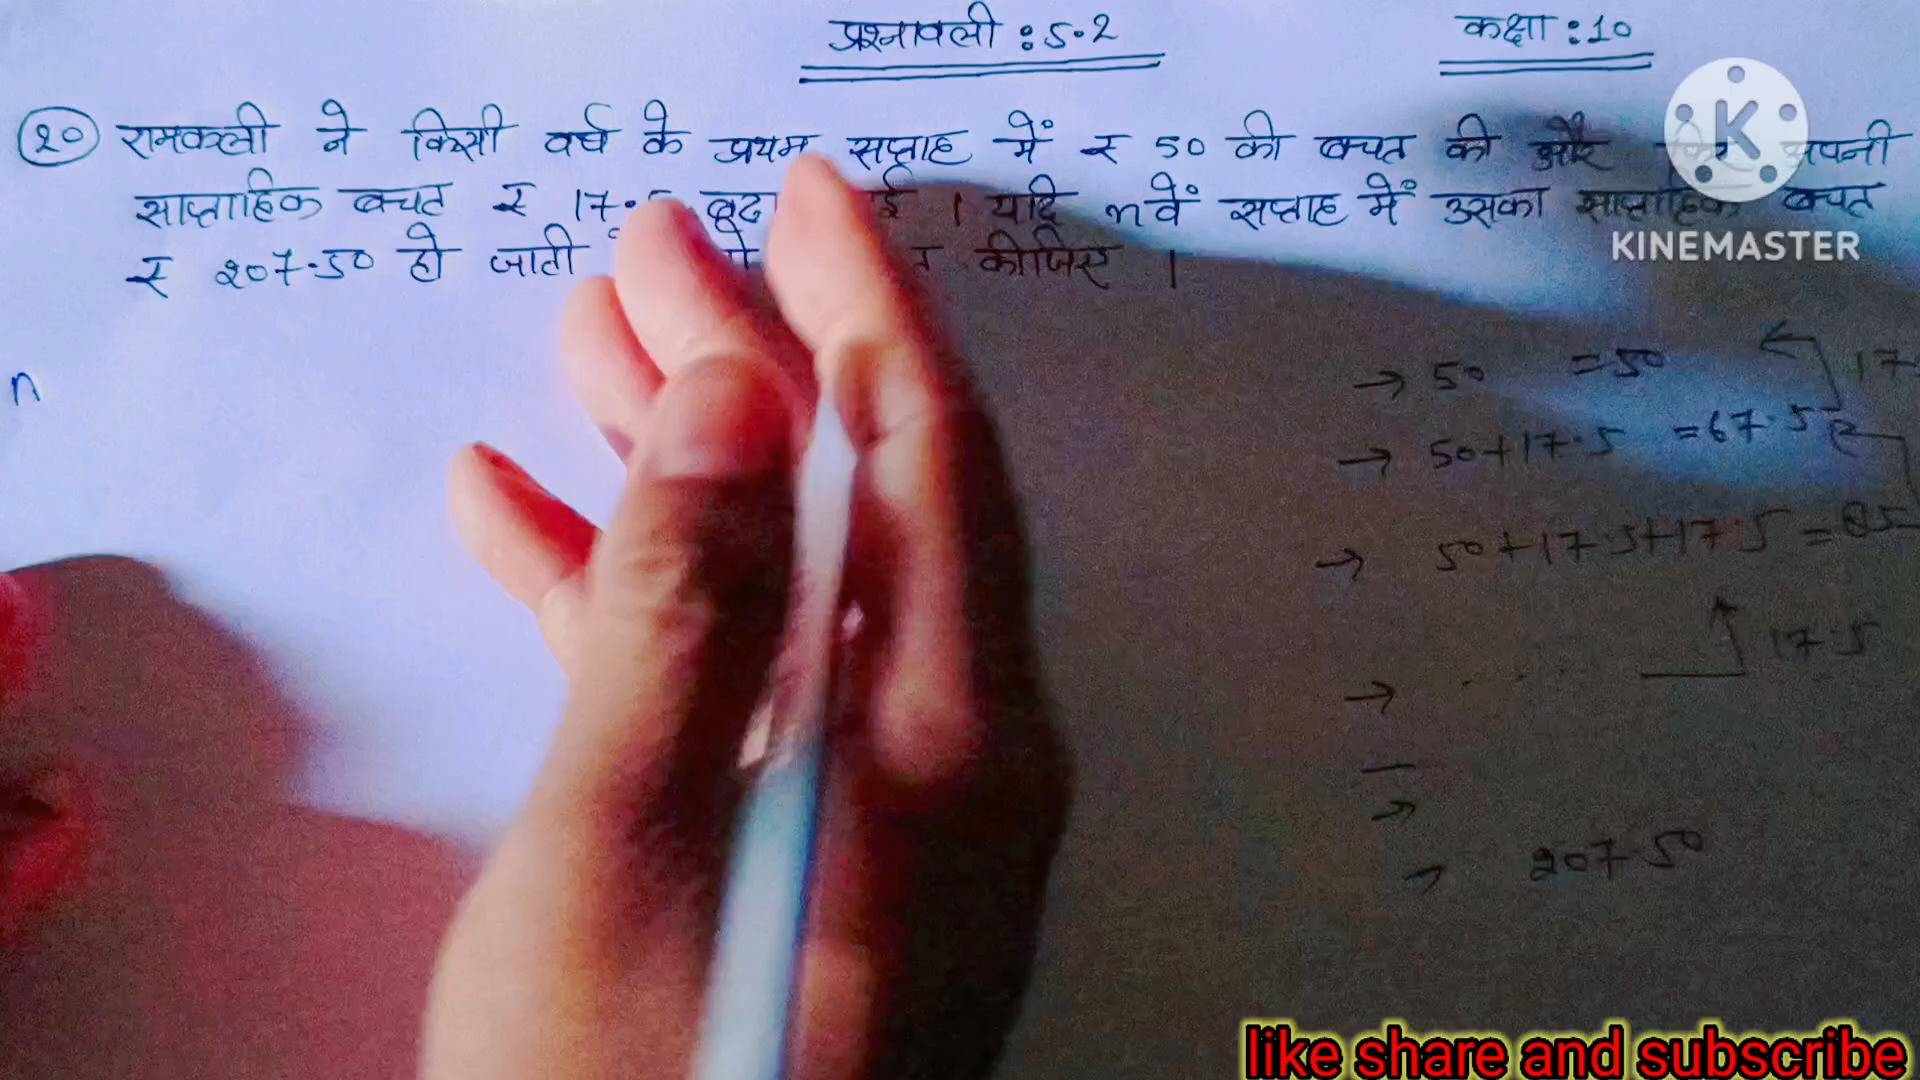 प्रश्नावली : 5.2
कक्षा : 10
20 रामकली ने किसी वर्ष के प्रथम सप्ताह में ₹ 50 की बचत की और अपनी
साप्ताहिक बचत ₹ 17.5 बढ़ा । यदि nवें सप्ताह में उसका साप्ताहिक बचत
₹ 207.50 हो जाती कीजिए ।
n
→ 50 = 50
→ 50+17.5 = 67.5
→ 50+17.5+17.5 = 85
17.5
→
→
207.50
K
KINEMASTER
like share and subscribe